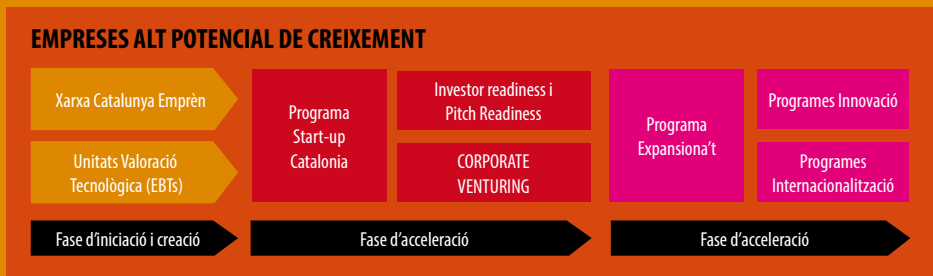 EMPRESES ALT POTENCIAL DE CREIXEMENT
Xarxa Catalunya Emprèn
Unitats Valoració
Tecnològica (EBTs)
Programa
Start-up
Catalonia
Investor readiness i
Pitch Readiness
CORPORATE
VENTURING
Programa
Expansiona't
Programes Innovació
Programes
Internacionalització
Fase d'iniciació i creació
Fase d'acceleració
Fase d'acceleració